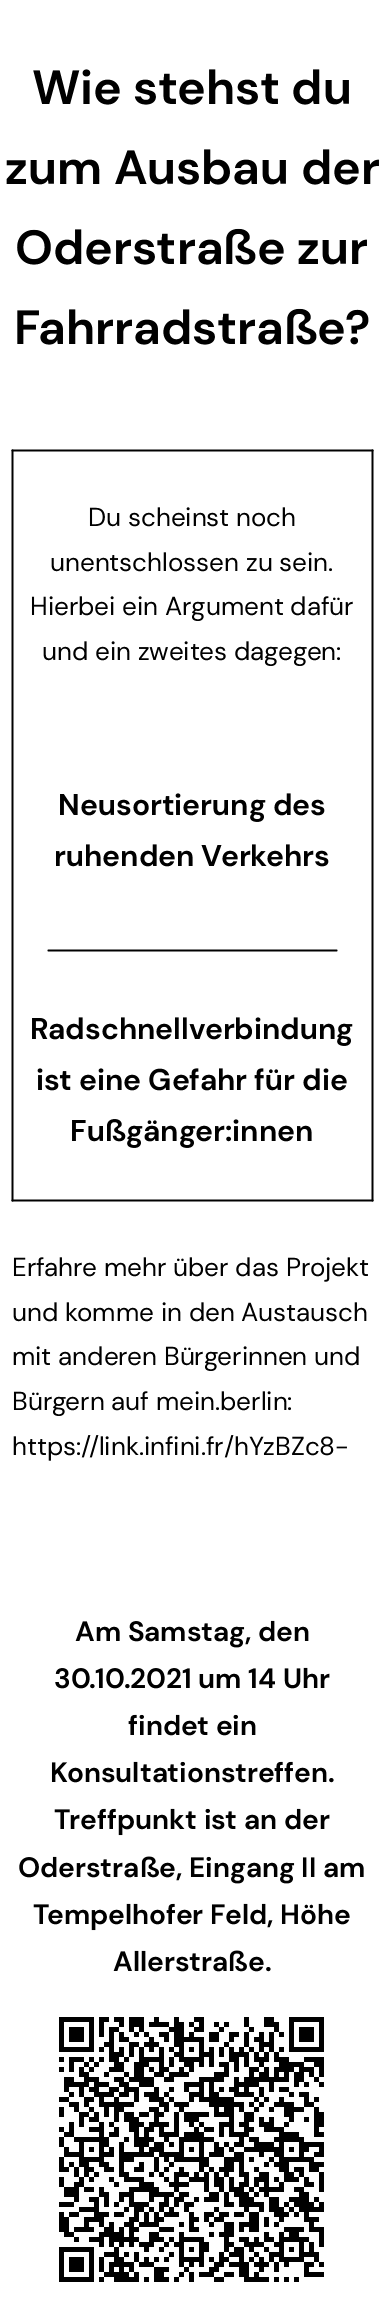 Wie stehst du
zum Ausbau der
Oderstraße zur
Fahrradstraße?
Du scheinst noch
unentschlossen zu sein.
Hierbei ein Argument dafür
und ein zweites dagegen:
Neusortierung des
ruhenden Verkehrs
Radschnellverbindung
ist eine Gefahr für die
Fußgänger:innen
Erfahre mehr über das Projekt
und komme in den Austausch
mit anderen Bürgerinnen und
Bürgern auf mein.berlin:
https://link.infini.fr/hYzBZc8-
Am Samstag, den
30.10.2021 um 14 Uhr
findet ein
Konsultationstreffen.
Treffpunkt ist an der
Oderstraße, Eingang II am
Tempelhofer Feld, Höhe
Allerstraße.